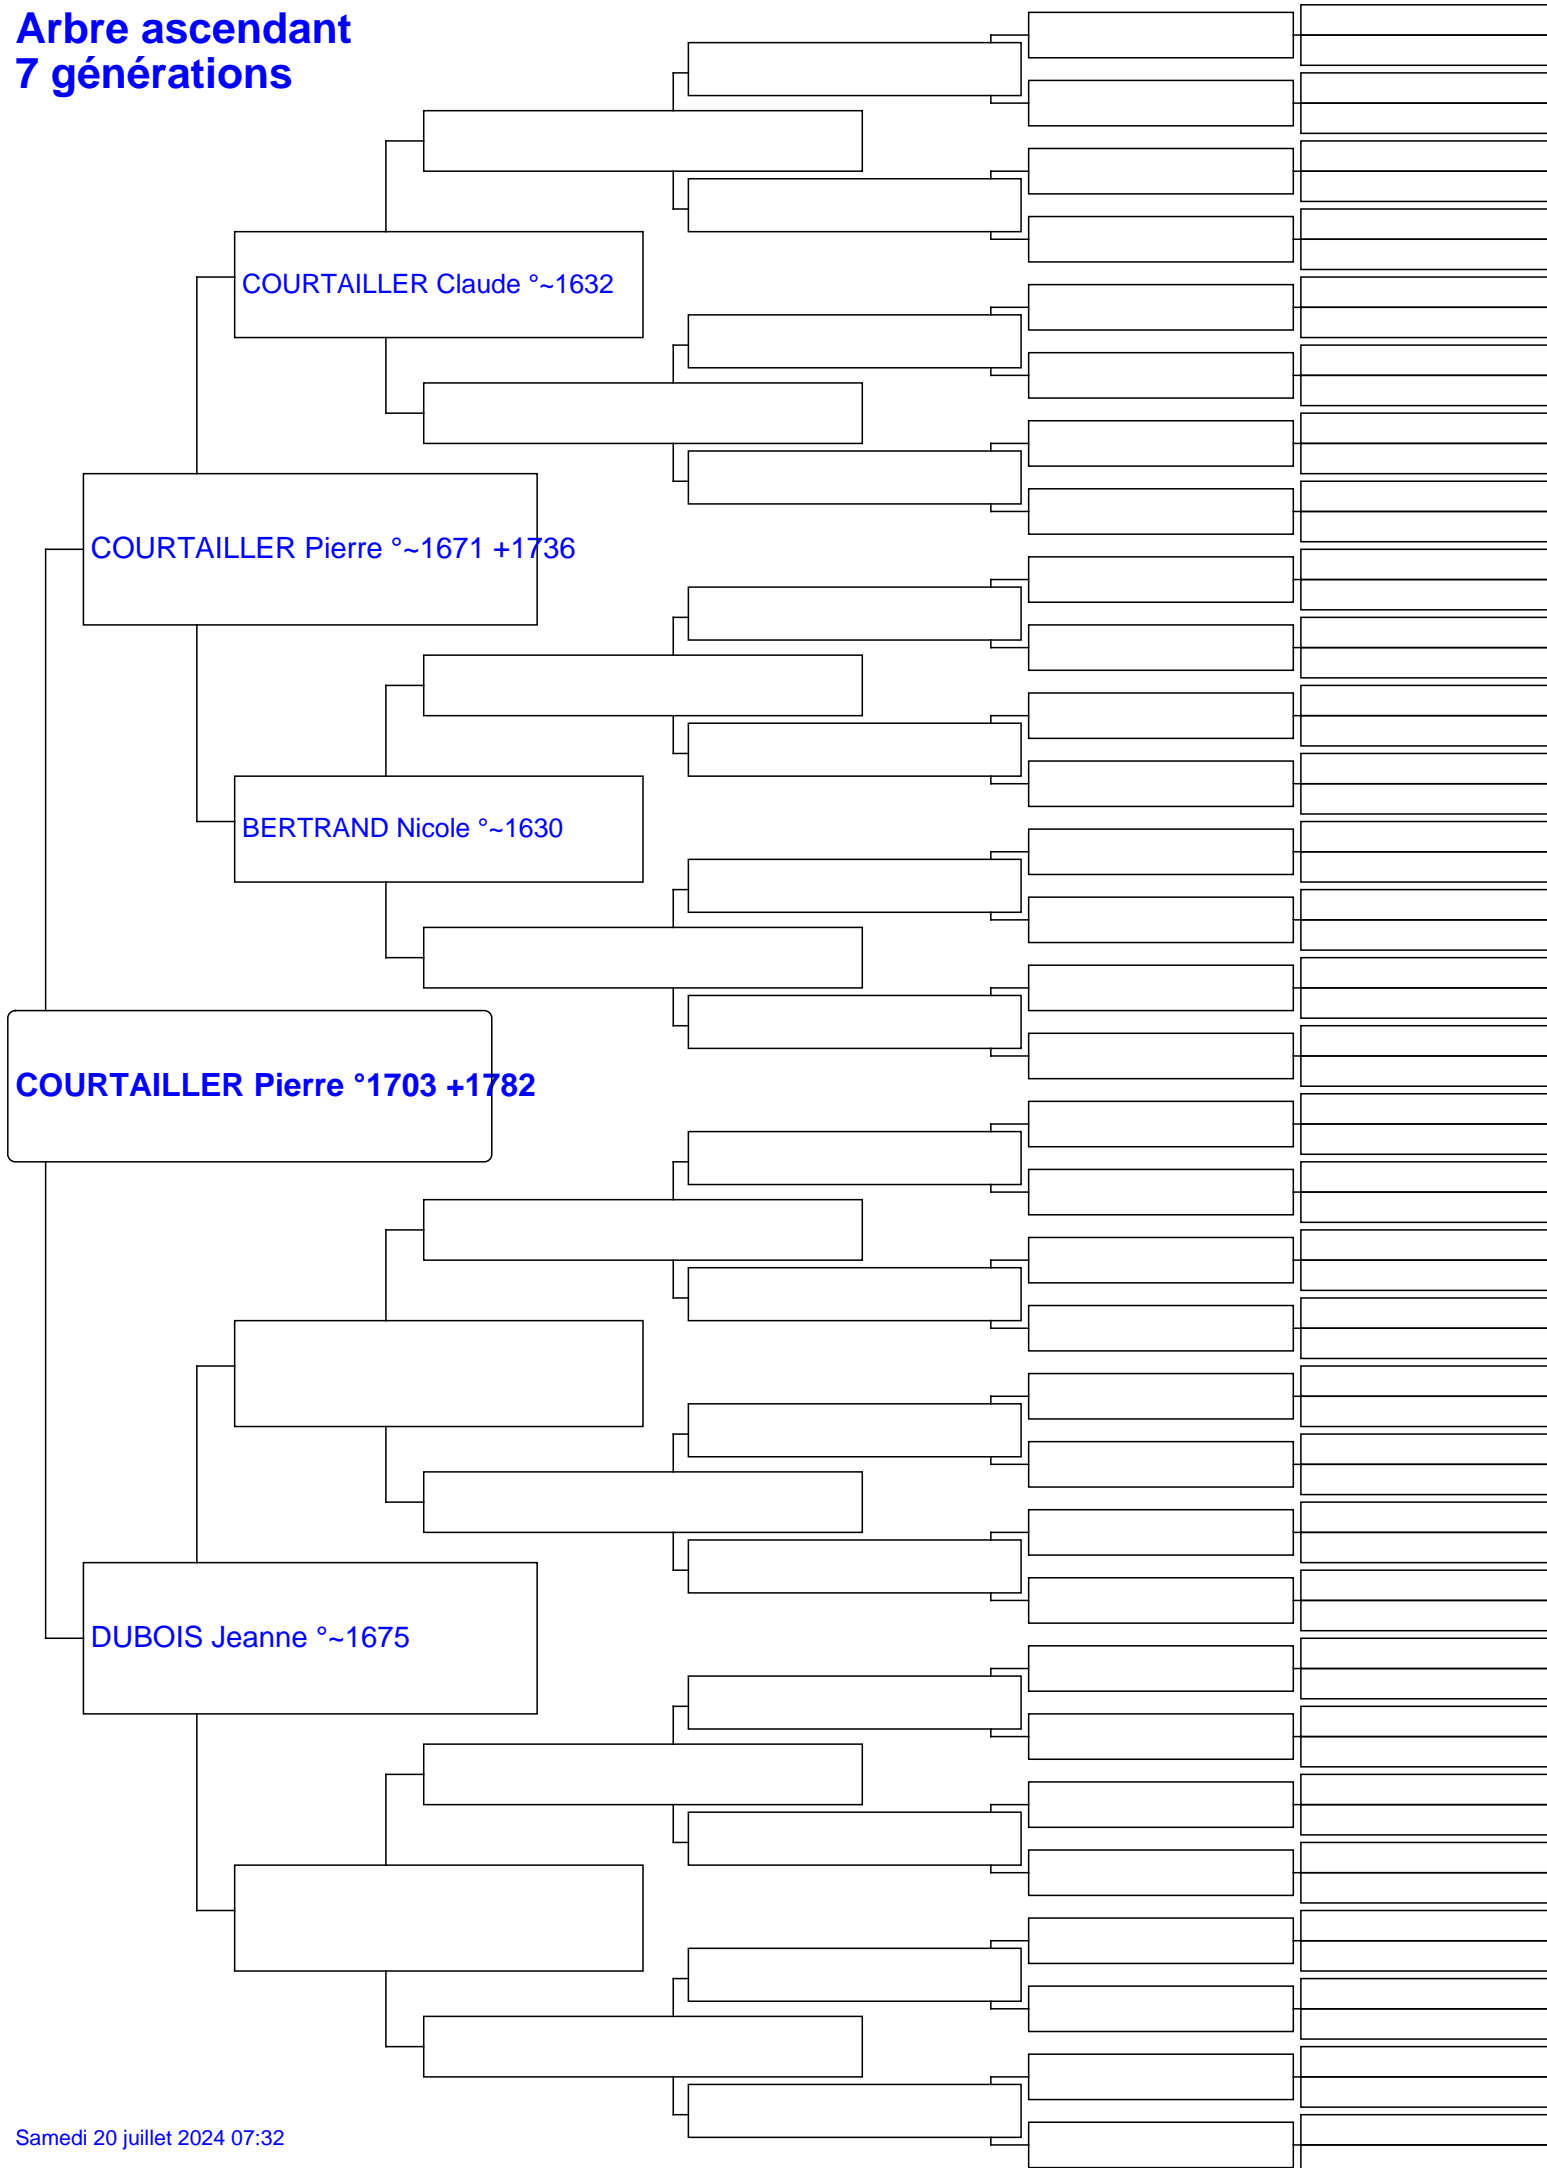 Arbre ascendant
7 générations
COURTAILLER Claude °~1632
COURTAILLER Pierre °~1671 +1736
BERTRAND Nicole °~1630
COURTAILLER Pierre °1703 +1782
DUBOIS Jeanne °~1675
Samedi 20 juillet 2024 07:32